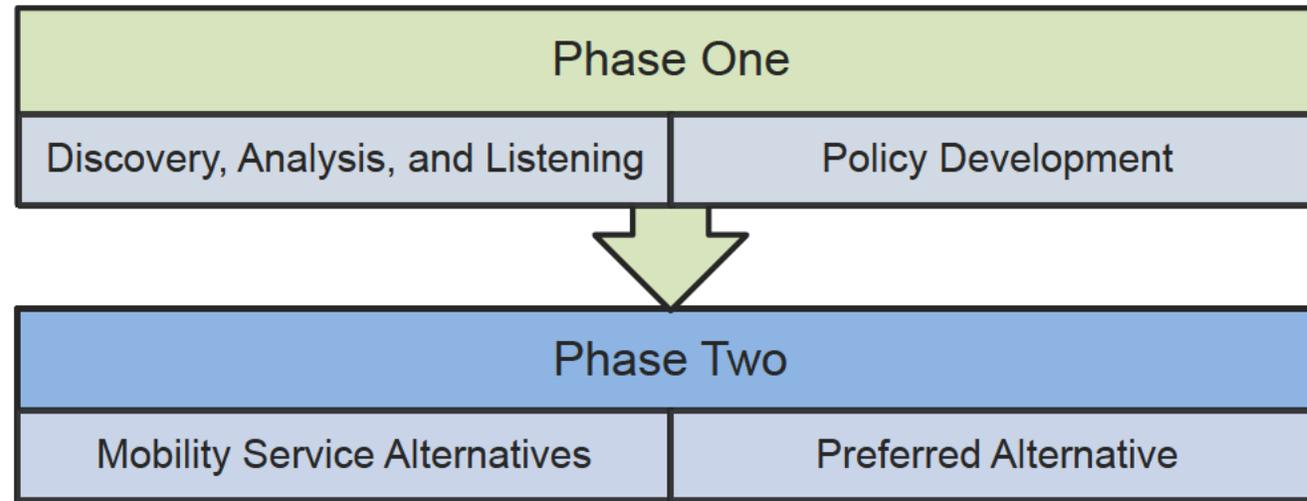 Phase One
Discovery, Analysis, and Listening
Policy Development
Phase Two
Mobility Service Alternatives
Preferred Alternative